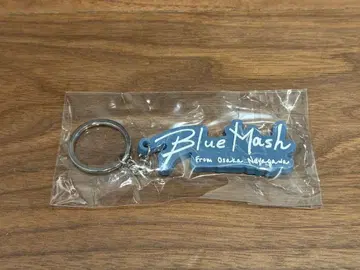 Blue Mash
From Osaka Neyagawa